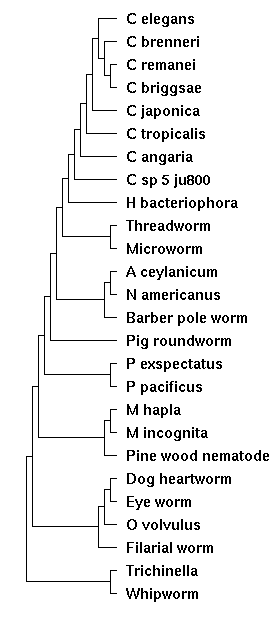 C elegans
C brenneri
C remanei
C briggsae
C japonica
C tropicalis
C angaria
C sp 5 ju800
H bacteriophora
Threadworm
Microworm
A ceylanicum
N americanus
Barber pole worm
Pig roundworm
P exspectatus
P pacificus
M hapla
M incognita
Pine wood nematode
Dog heartworm
Eye worm
O volvulus
Filarial worm
Trichinella
Whipworm